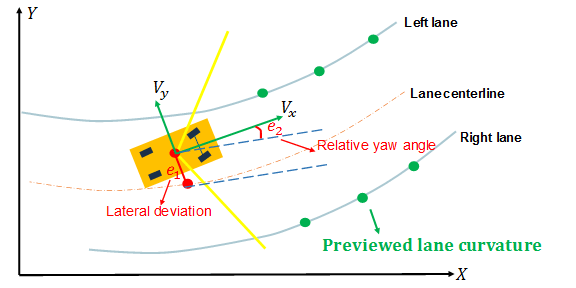 Y
Left lane
V_y
V_x
Lane centerline
e_2
Right lane
Relative yaw angle
e_1
Lateral deviation
Previewed lane curvature
X